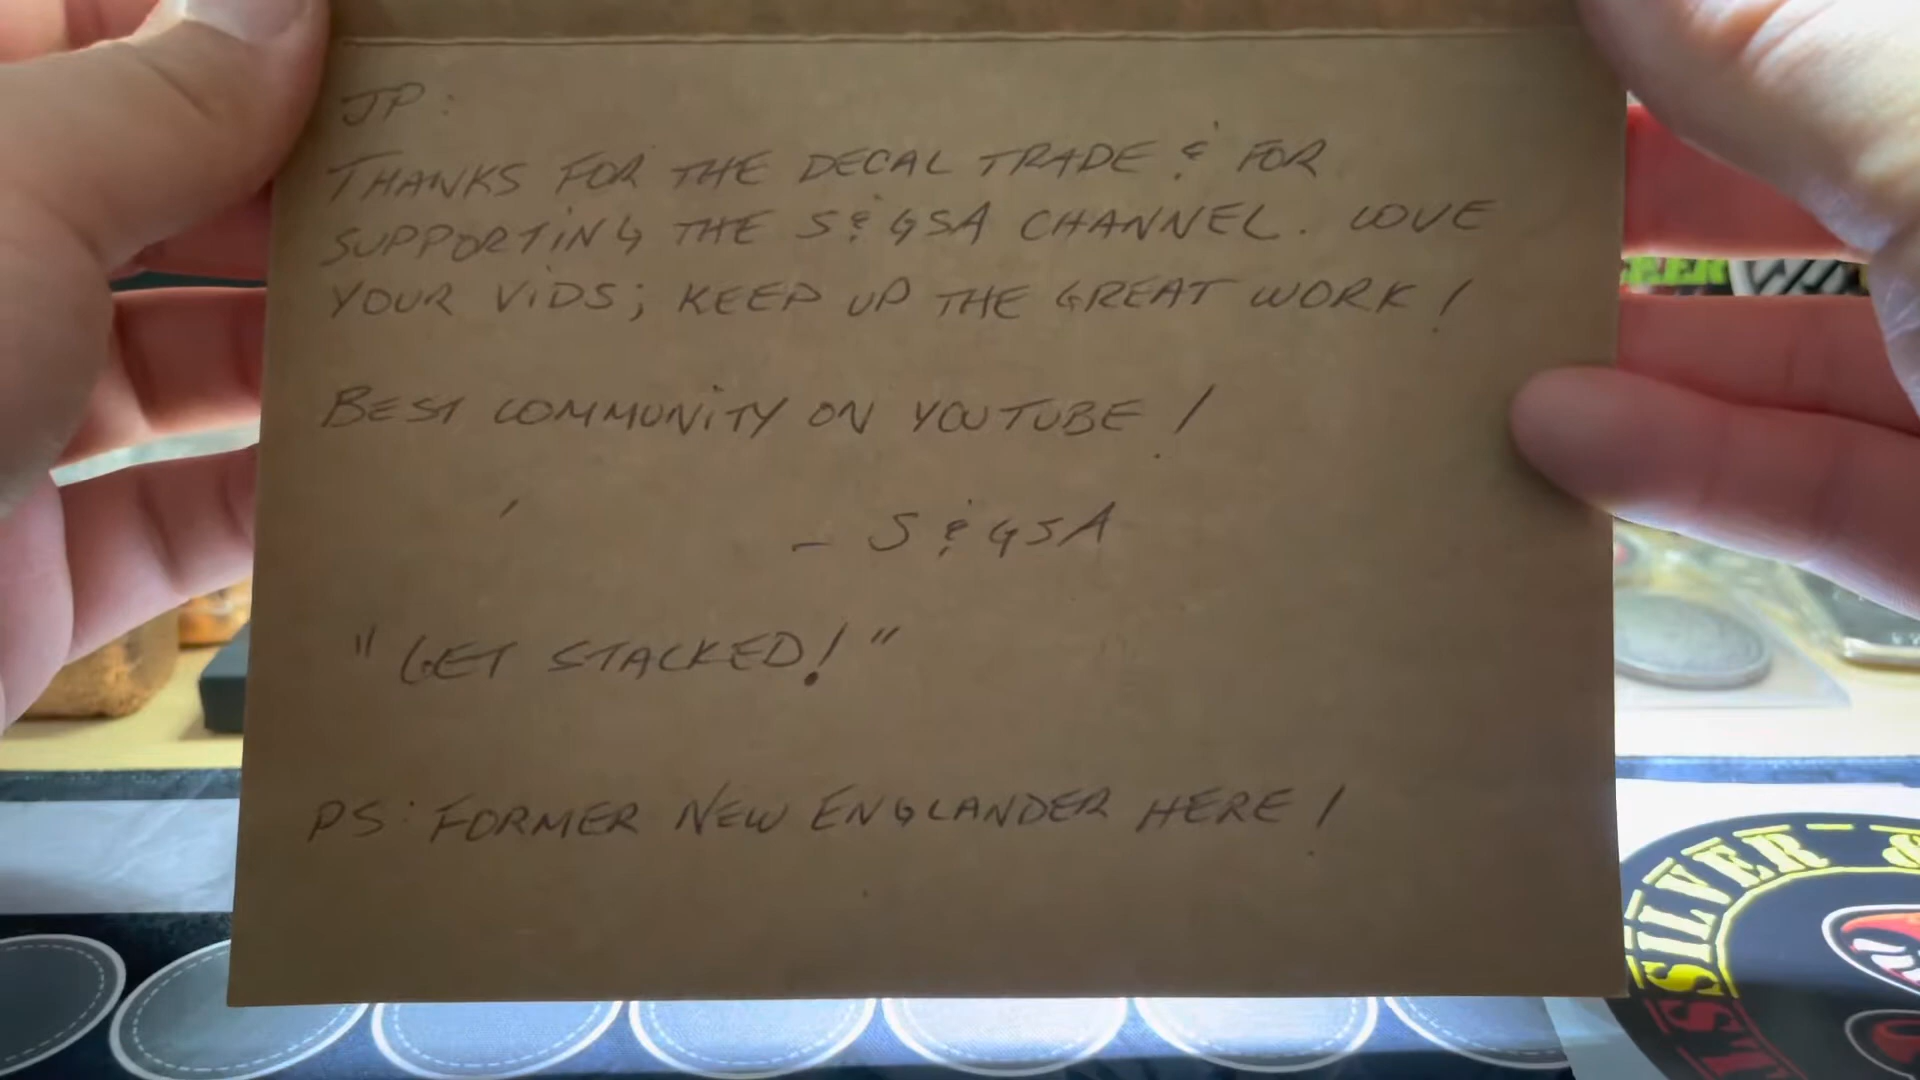 JP:
THANKS FOR THE DECAL TRADE & FOR
SUPPORTING THE S&GSA CHANNEL. LOVE
YOUR VIDS; KEEP UP THE GREAT WORK!
BEST COMMUNITY ON YOUTUBE!
- S&GSA
"GET STACKED!"
PS: FORMER NEW ENGLANDER HERE!
SILVER &